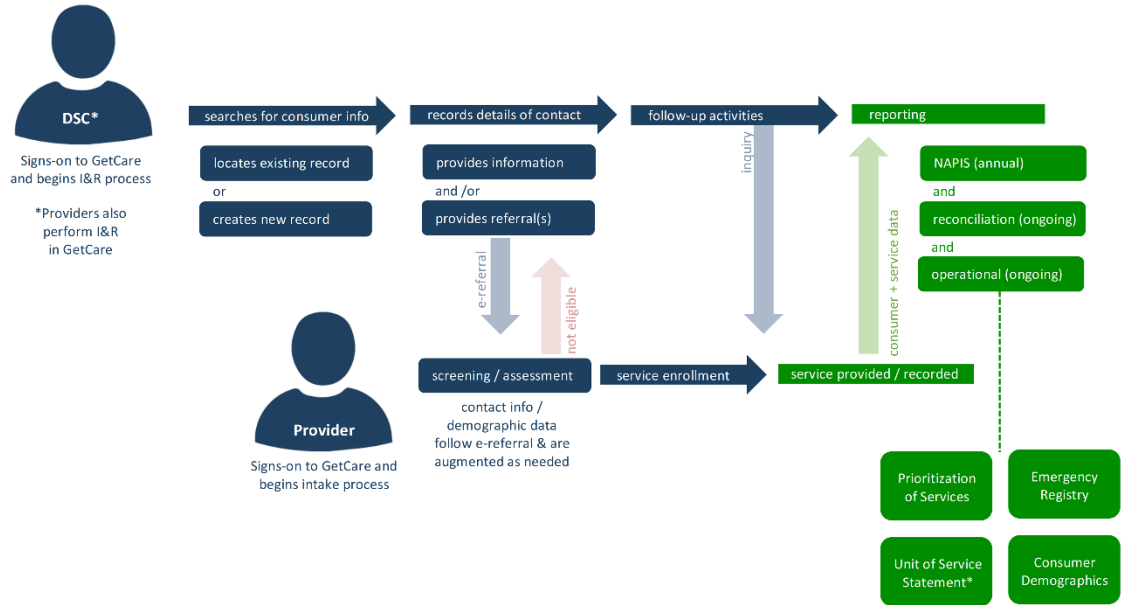 DSC*
Signs-on to GetCare
and begins I&R process
*Providers also
perform I&R
in GetCare
searches for consumer info
locates existing record
or
creates new record
records details of contact
provides information
and /or
provides referral(s)
e-referral
not eligible
follow-up activities
inquiry
reporting
NAPIS (annual)
and
reconciliation (ongoing)
and
operational (ongoing)
consumer + service data
Provider
Signs-on to GetCare and
begins intake process
screening / assessment
contact info /
demographic data
follow e-referral & are
augmented as needed
service enrollment
service provided / recorded
Prioritization
of Services
Emergency
Registry
Unit of Service
Statement*
Consumer
Demographics